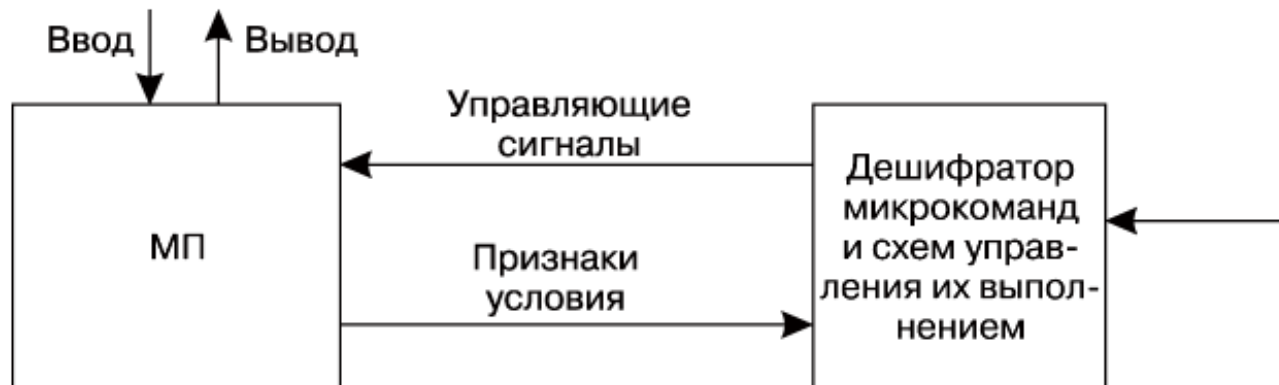 Ввод
Вывод
Управляющие
сигналы
МП
Признаки
условия
Дешифратор
микрокоманд
и схем управ-
ления их выпол-
нением